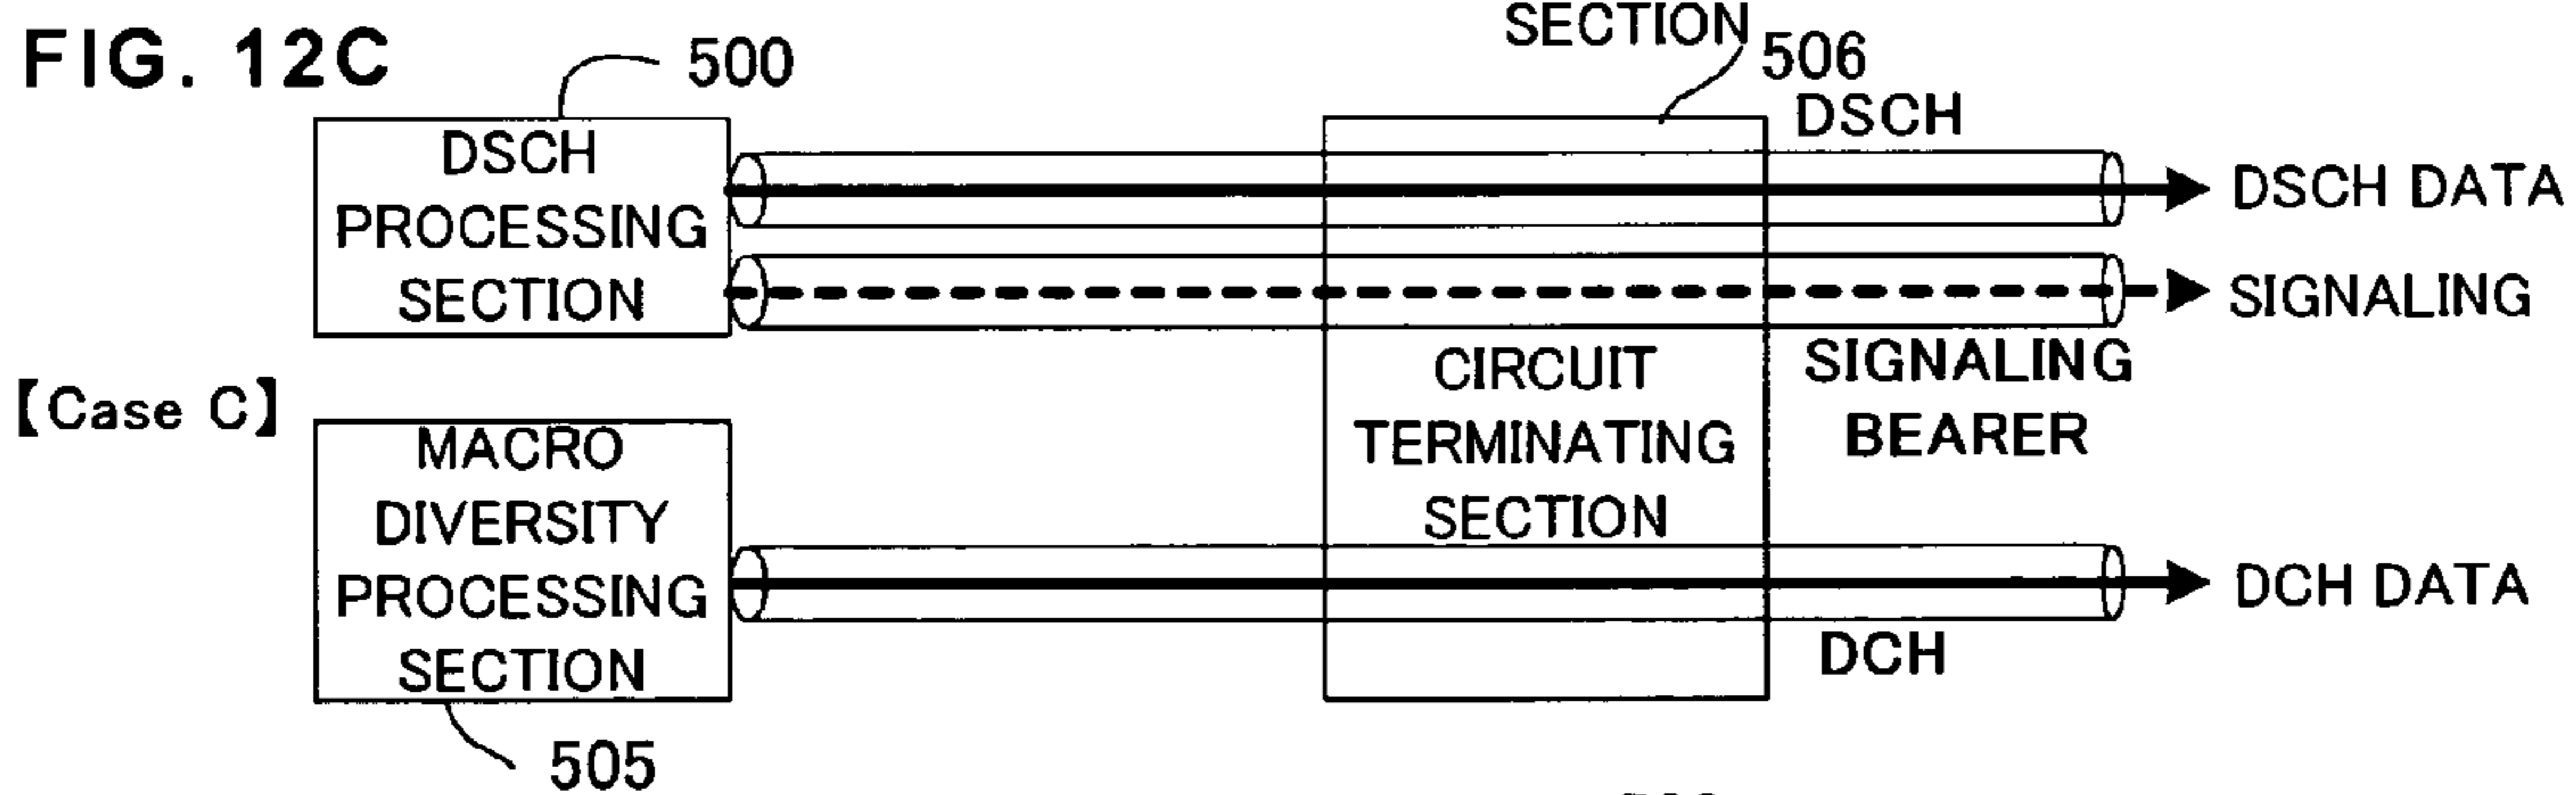 SECTION
FIG. 12C
500
506
DSCH
DSCH
PROCESSING
SECTION
DSCH DATA
SIGNALING
【Case C】
CIRCUIT
TERMINATING
SECTION
SIGNALING
BEARER
MACRO
DIVERSITY
PROCESSING
SECTION
DCH DATA
DCH
505